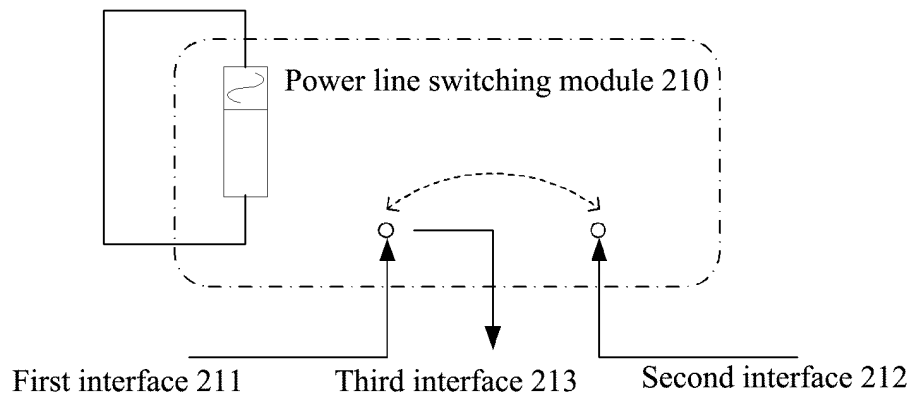 Power line switching module 210
First interface 211
Third interface 213
Second interface 212